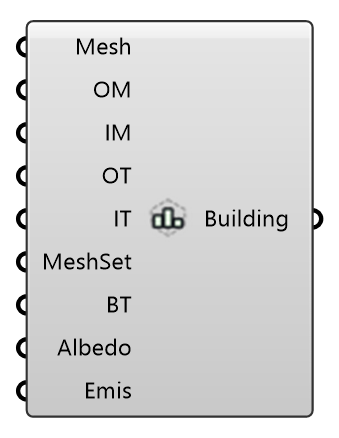 Mesh
OM
IM
OT
IT
Building
MeshSet
BT
Albedo
Emis